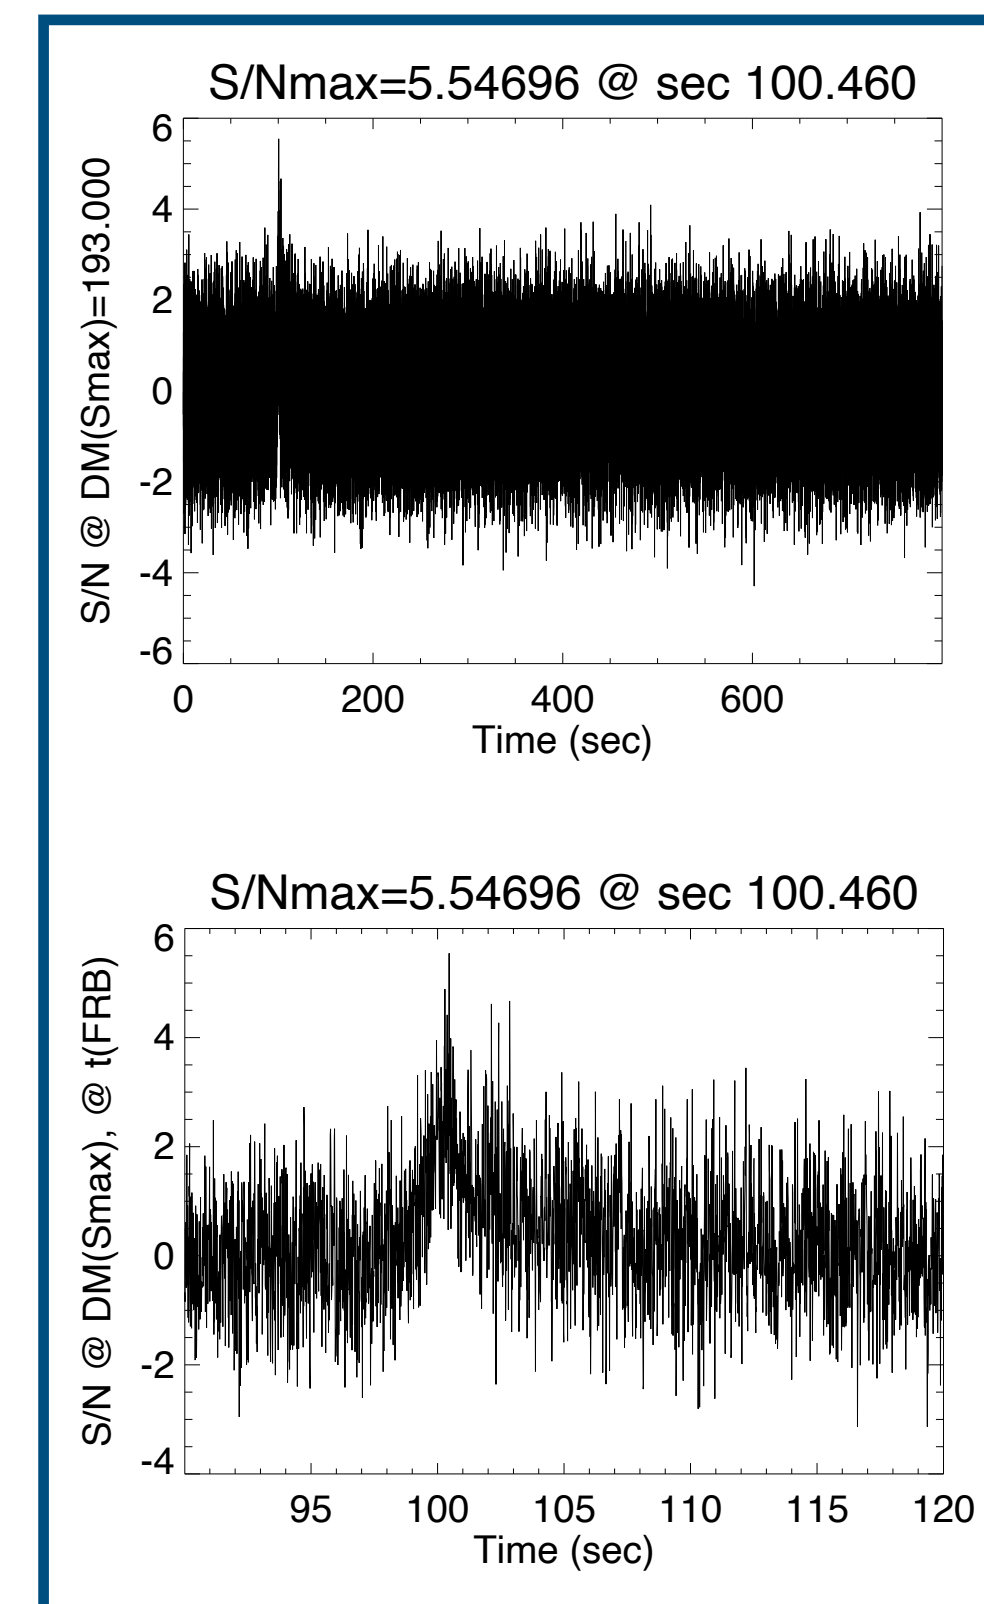 S/Nmax=5.54696 @ sec 100.460
S/N @ DM(Smax)=193.000
6
4
2
0
-2
-4
-6
0 200 400 600
Time (sec)
S/Nmax=5.54696 @ sec 100.460
S/N @ DM(Smax), @ t(FRB)
6
4
2
0
-2
-4
95 100 105 110 115 120
Time (sec)